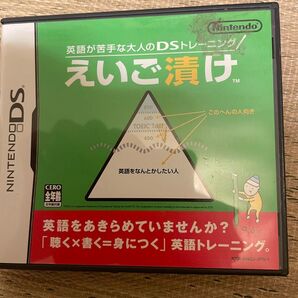 Nintendo
英語が苦手な大人のDSトレーニング
えいご漬け™
NINTENDO DS
TOEIC TEST
このへんの人向き
英語をなんとかしたい人
CERO
全年齢
英語をあきらめていませんか？
「聴く×書く=身につく」英語トレーニング。